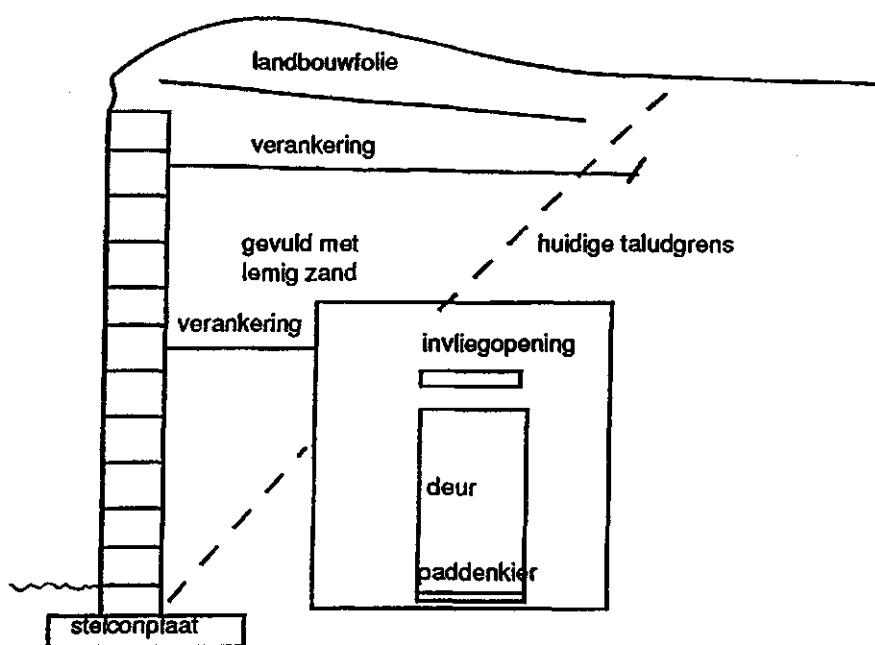 landbouwfolie
verankering
gevuld met
lemig zand
huidige taludgrens
verankering
invliegopening
deur
paddenkier
stelconplaat